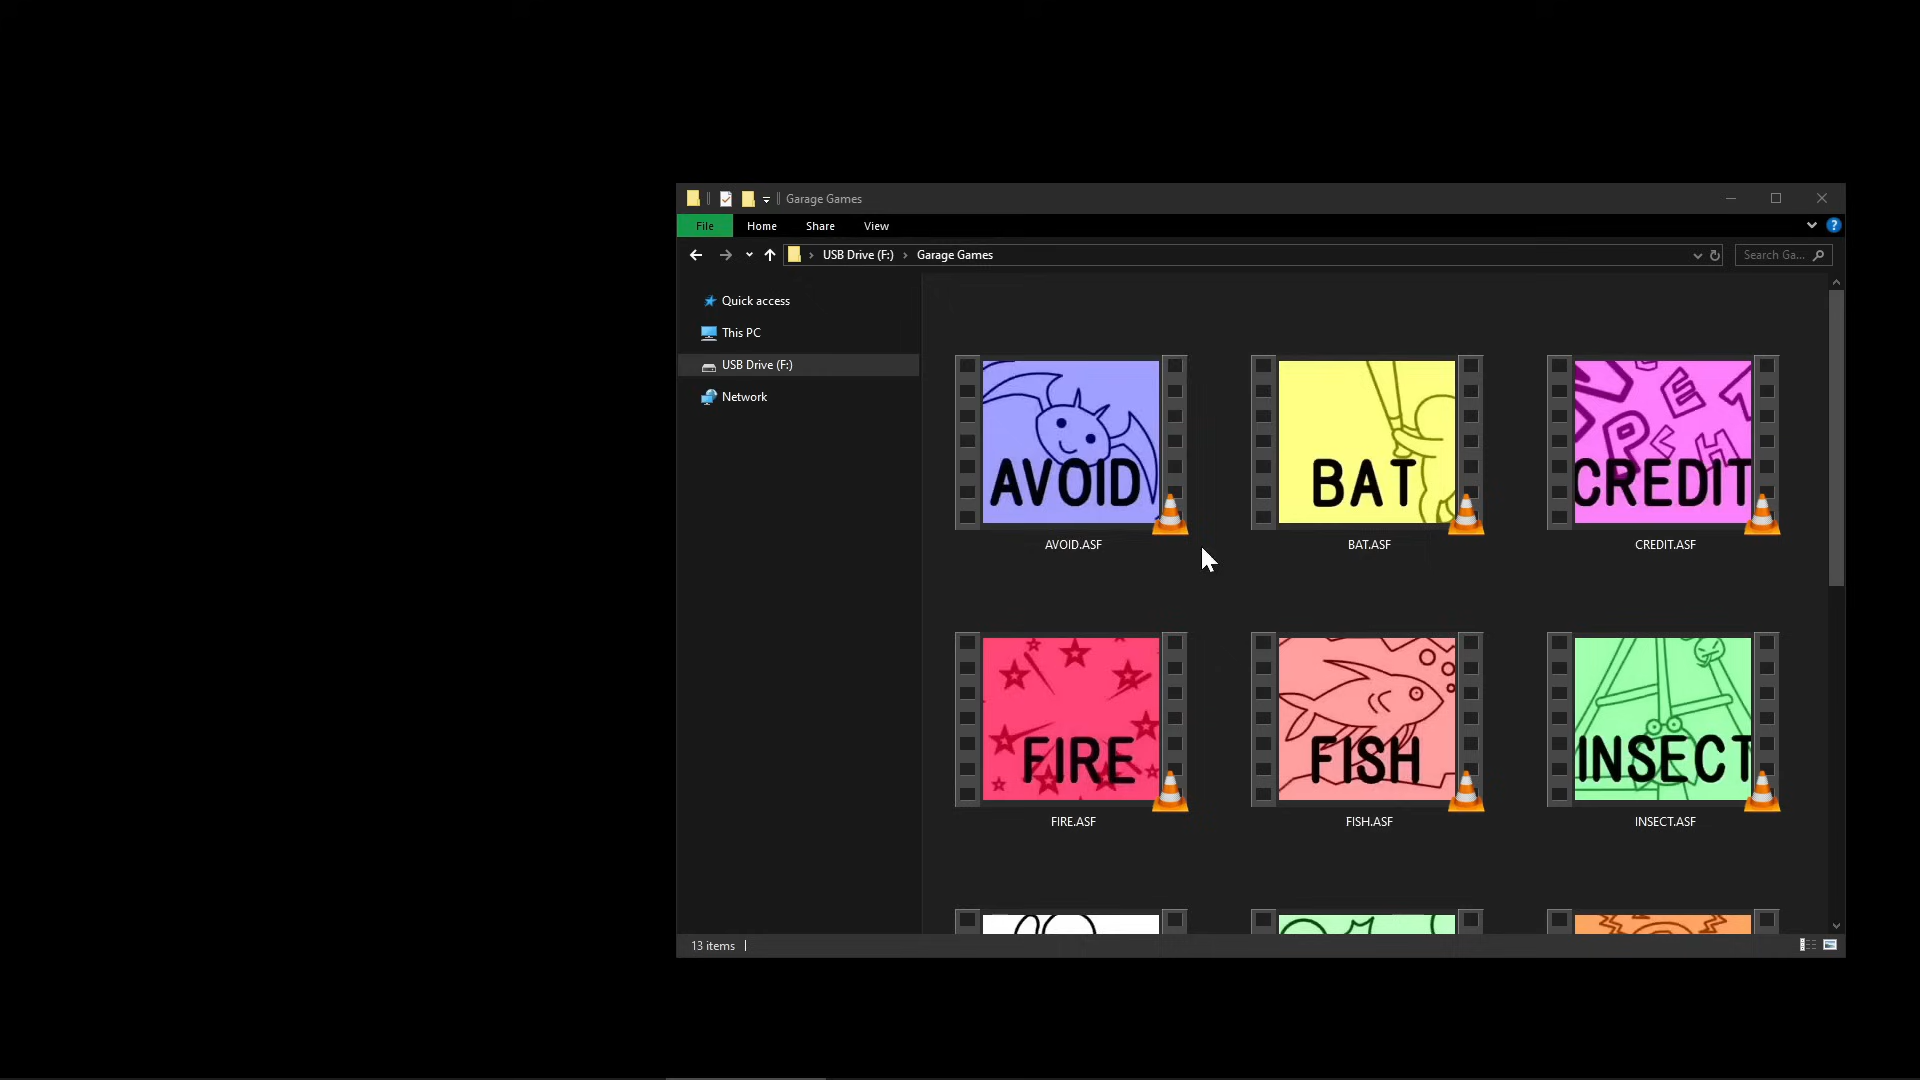 Garage Games
File Home Share View
USB Drive (F:) Garage Games Search Ga...
Quick access
This PC
USB Drive (F:)
Network
AVOID
BAT
CREDIT
AVOID.ASF
BAT.ASF
CREDIT.ASF
FIRE
FISH
INSECT
FIRE.ASF
FISH.ASF
INSECT.ASF
13 items